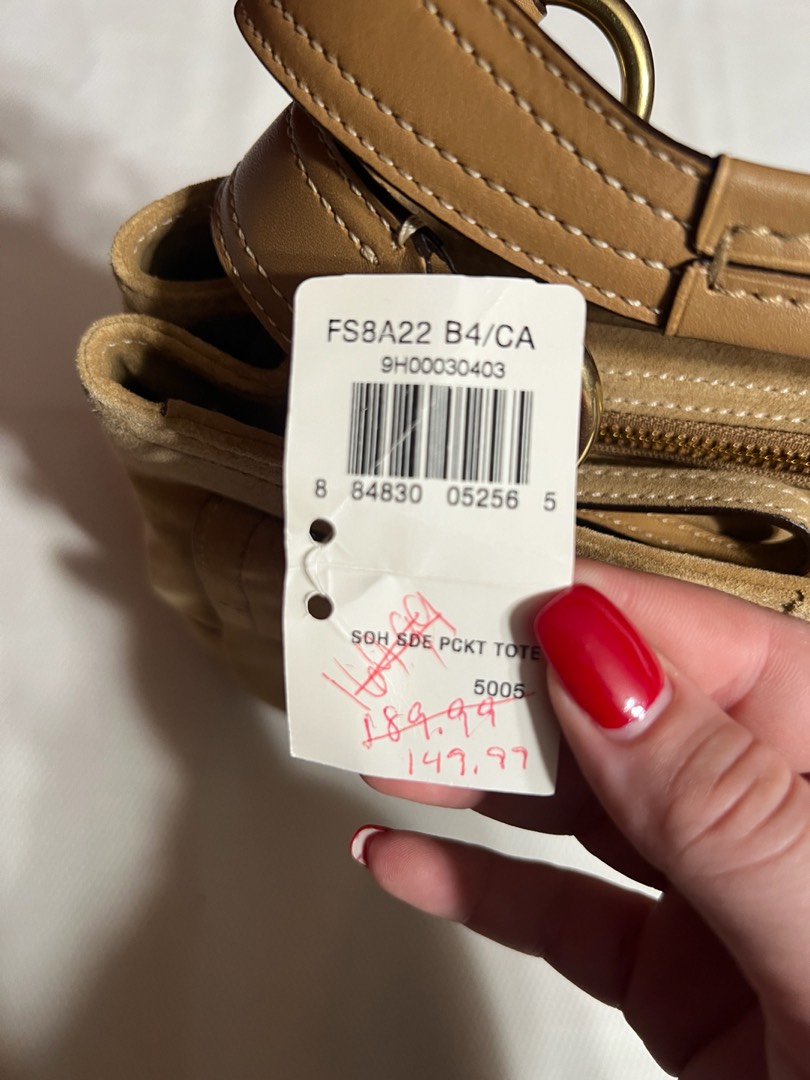 FS8A22 B4/CA
9H00030403
8 84830 05256 5
SOH SDE PCKT TOTE
5005
189.99
149.99